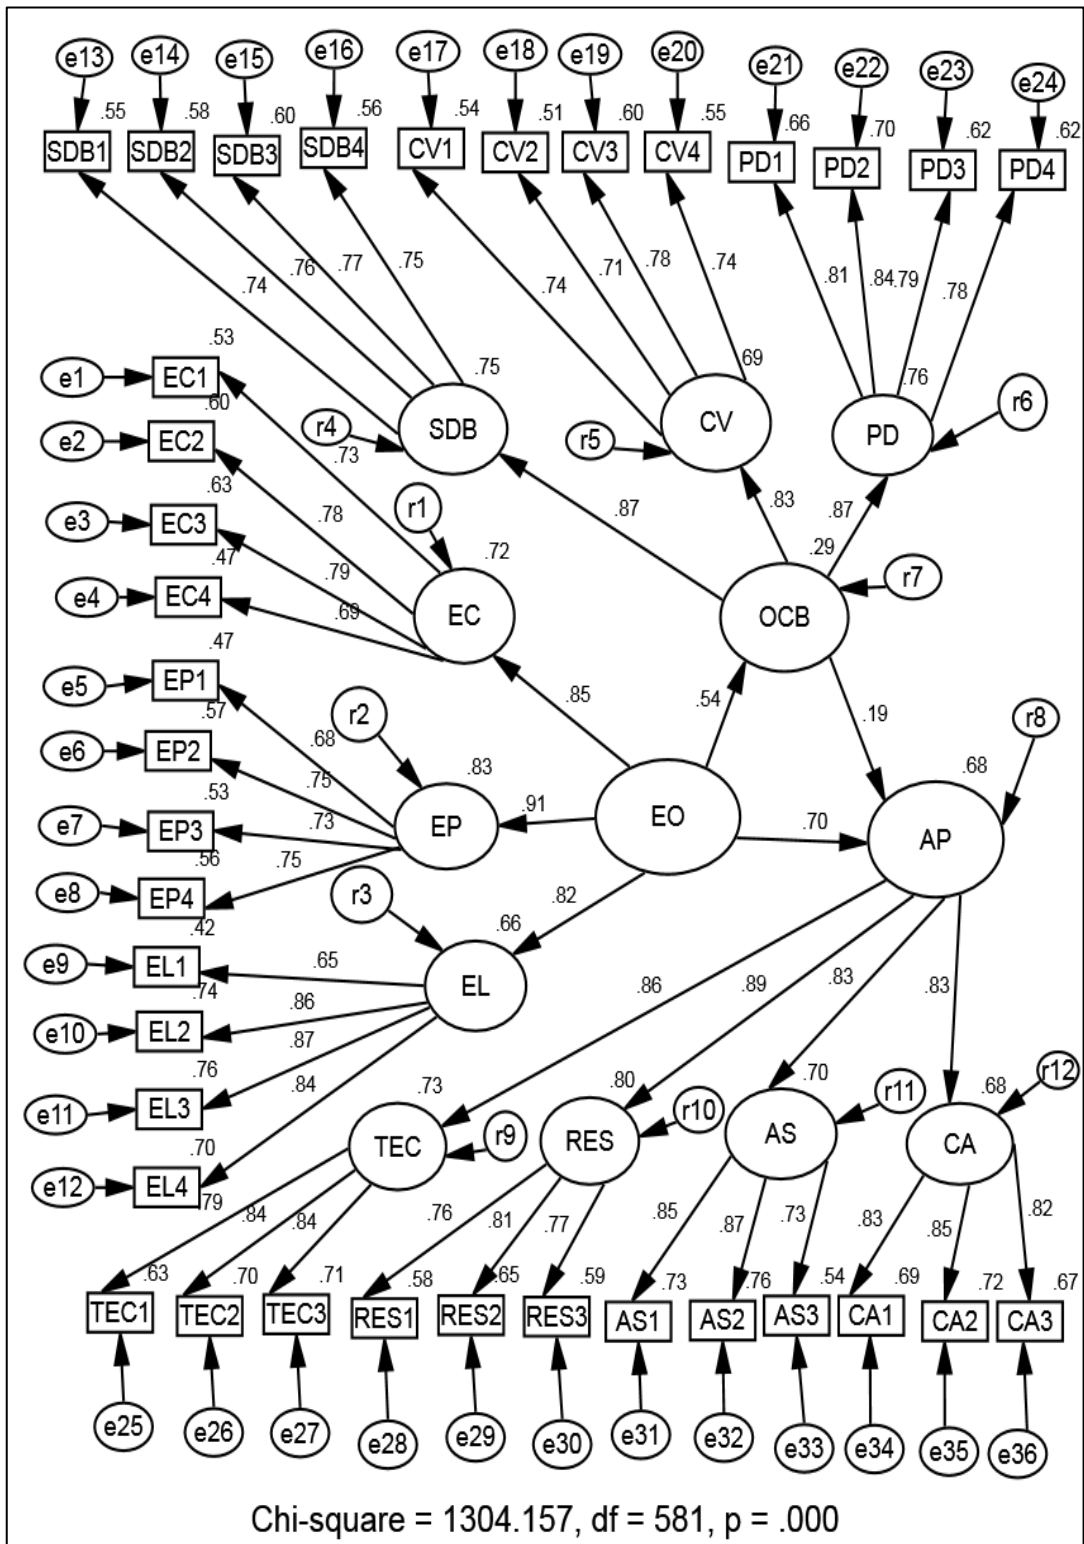 e13 e14 e15 e16 e17 e18 e19 e20 e21 e22 e23 e24
.55 .58 .60 .56 .54 .51 .60 .55 .66 .70 .62 .62
SDB1 SDB2 SDB3 SDB4 CV1 CV2 CV3 CV4 PD1 PD2 PD3 PD4
.74 .76 .77 .75 .74 .71 .78 .74 .81 .84 .79 .78
.53 .75 69 .76
e1 EC1 SDB r4 CV r5 PD r6
.60 .73
e2 EC2
.63 .78 r1 .87 .83 .87
e3 EC3 .72 .29
.47 .79
e4 EC4 .69 EC OCB r7
.47
e5 EP1 r2 .85 .54 .19 r8
.57 .68
e6 EP2 .83 .68
.53 .75 .91
e7 EP3 .73 EP EO .70 AP
.56 .75
e8 EP4 r3 .82
.42 .66
e9 EL1 .65 EL .86 .89 .83 .83
.74 .86
e10 EL2
.76 .87
e11 EL3 .84 .73 .80 .70 .68 r12
.70 TEC r9 RES r10 AS r11 CA
e12 EL4
.79 .84 .84 .76 .81 .77 .85 .87 .73 .83 .85 .82
.63 .70 .71 .58 .65 .59 .73 .76 .54 .69 .72 .67
TEC1 TEC2 TEC3 RES1 RES2 RES3 AS1 AS2 AS3 CA1 CA2 CA3
e25 e26 e27 e28 e29 e30 e31 e32 e33 e34 e35 e36
Chi-square = 1304.157, df = 581, p = .000